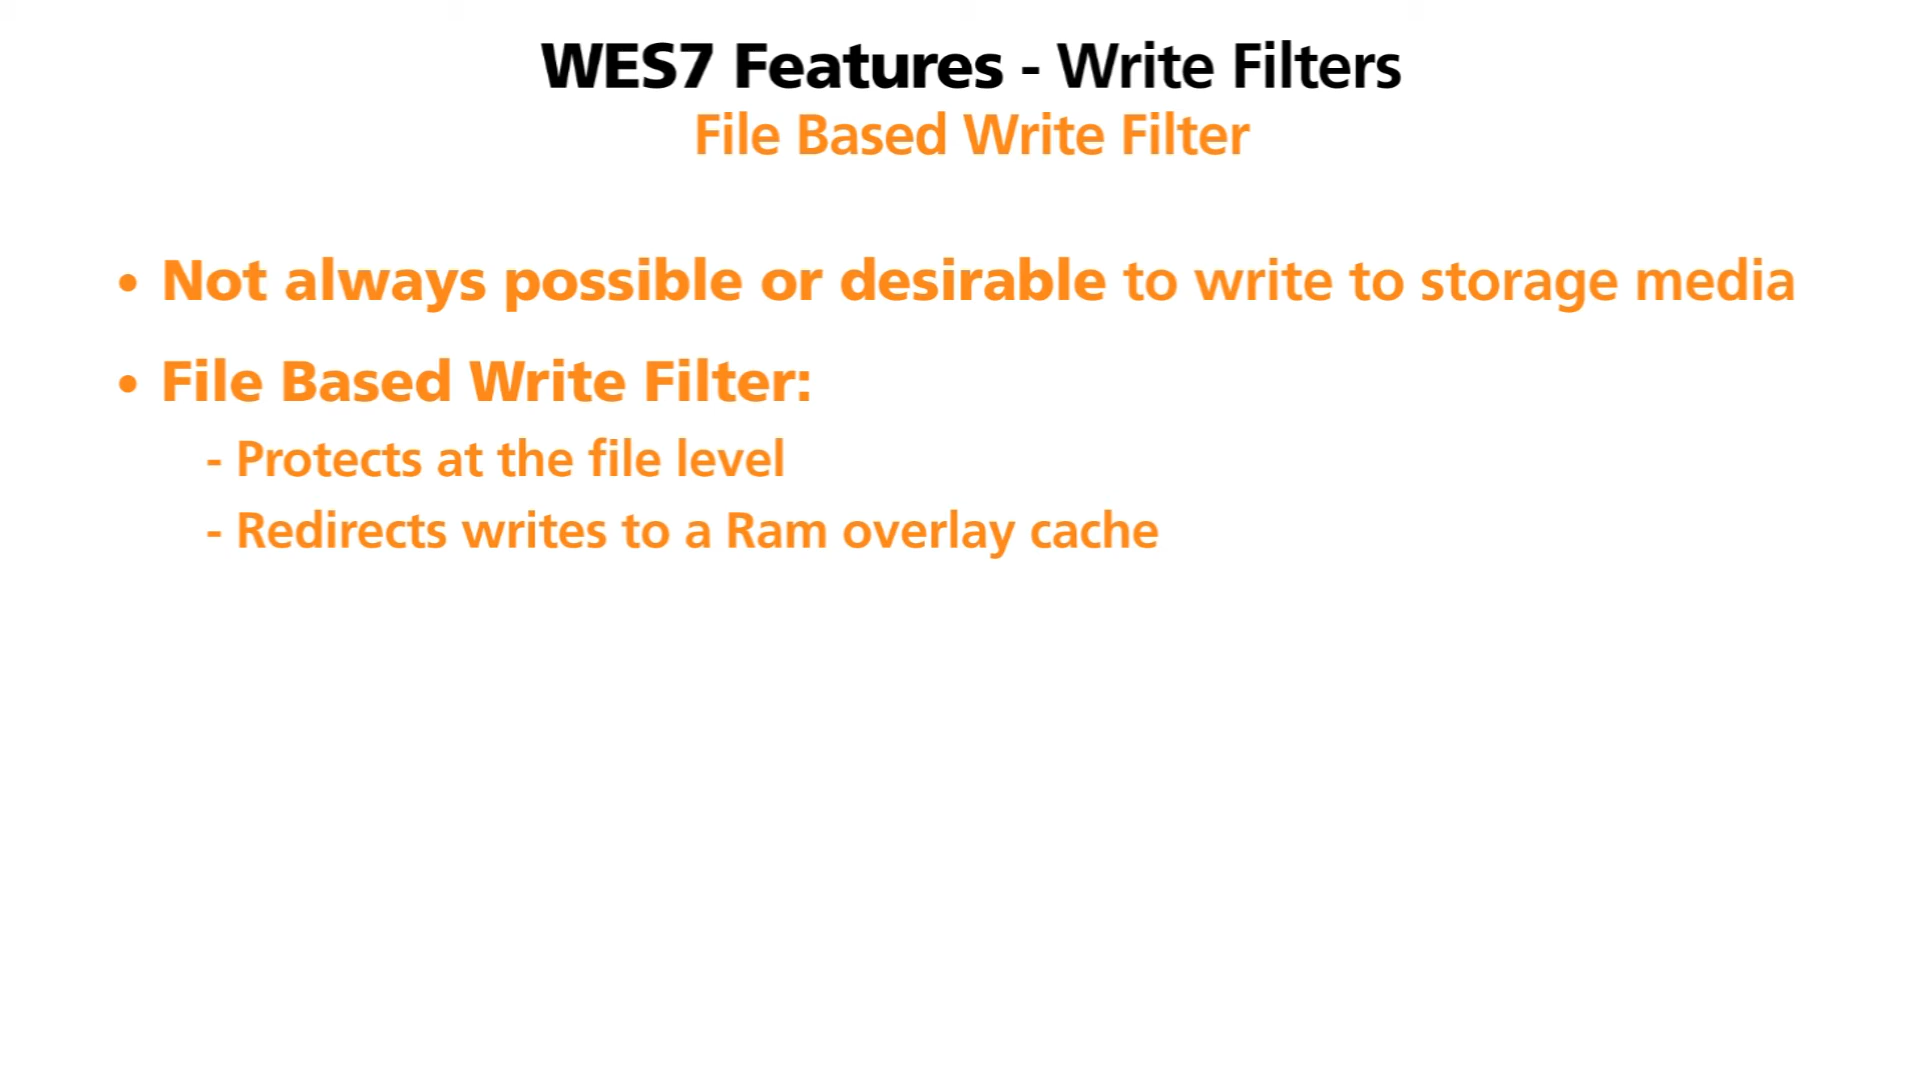 WES7 Features - Write Filters
File Based Write Filter
• Not always possible or desirable to write to storage media
• File Based Write Filter:
- Protects at the file level
- Redirects writes to a Ram overlay cache